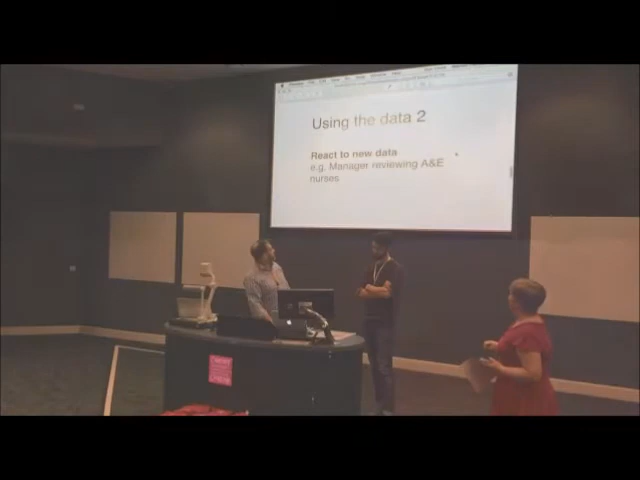 Using the data 2
React to new data
e.g. Manager reviewing A&E
nurses